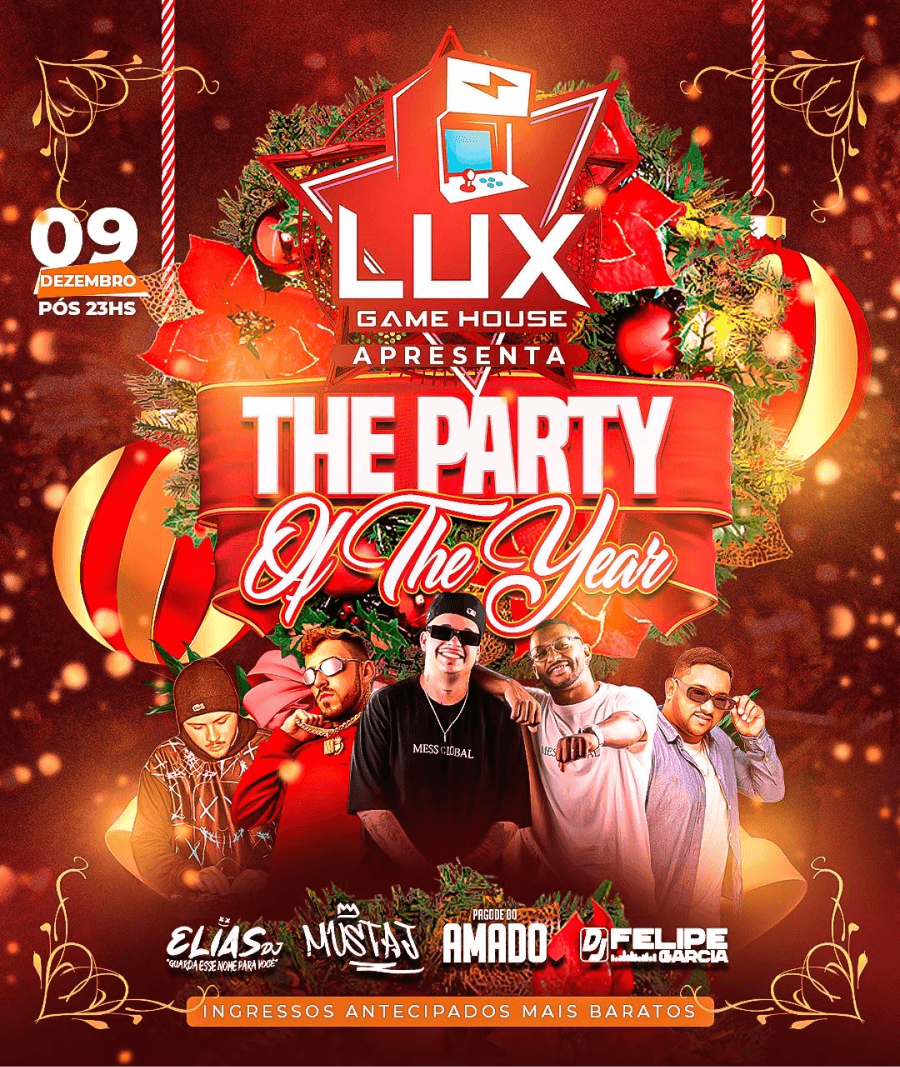 LUX
GAME HOUSE
APRESENTA
09
DEZEMBRO
PÓS 23HS
THE PARTY
Of The Year
MESS GLOBAL
ELIAS DJ
"GUARDA ESSE NOME PARA VOCÊ"
MUSTAJ
PAGODE DO
AMADO
DJ FELIPE
GARCIA
INGRESSOS ANTECIPADOS MAIS BARATOS